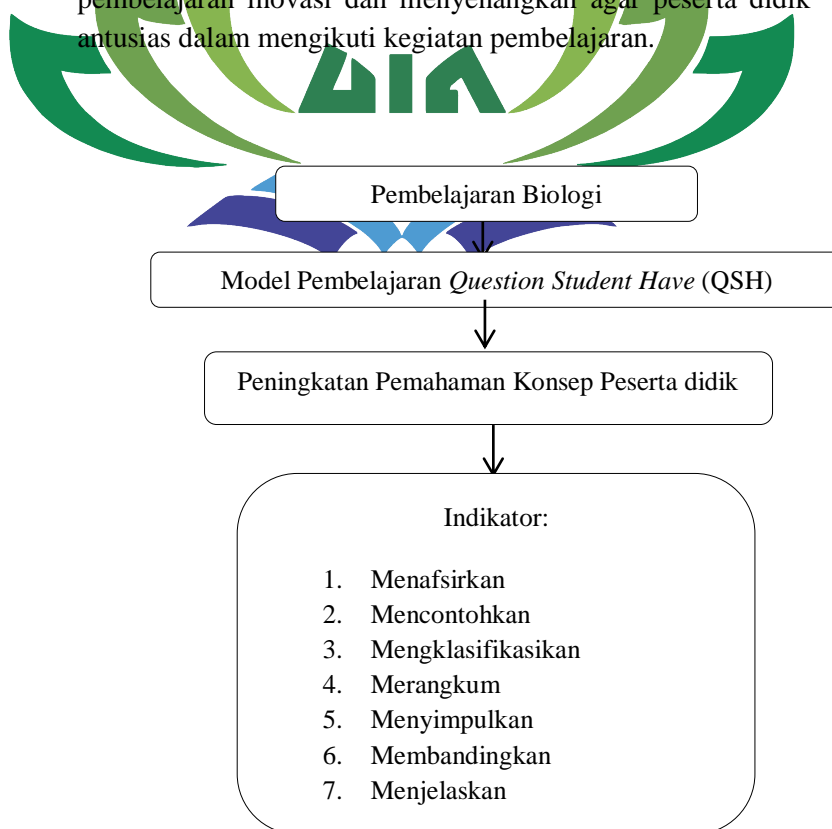 pembelajaran inovasi dan menyenangkan agar peserta didik
antusias dalam mengikuti kegiatan pembelajaran.
Pembelajaran Biologi
Model Pembelajaran Question Student Have (QSH)
Peningkatan Pemahaman Konsep Peserta didik
Indikator:
1. Menafsirkan
2. Mencontohkan
3. Mengklasifikasikan
4. Merangkum
5. Menyimpulkan
6. Membandingkan
7. Menjelaskan